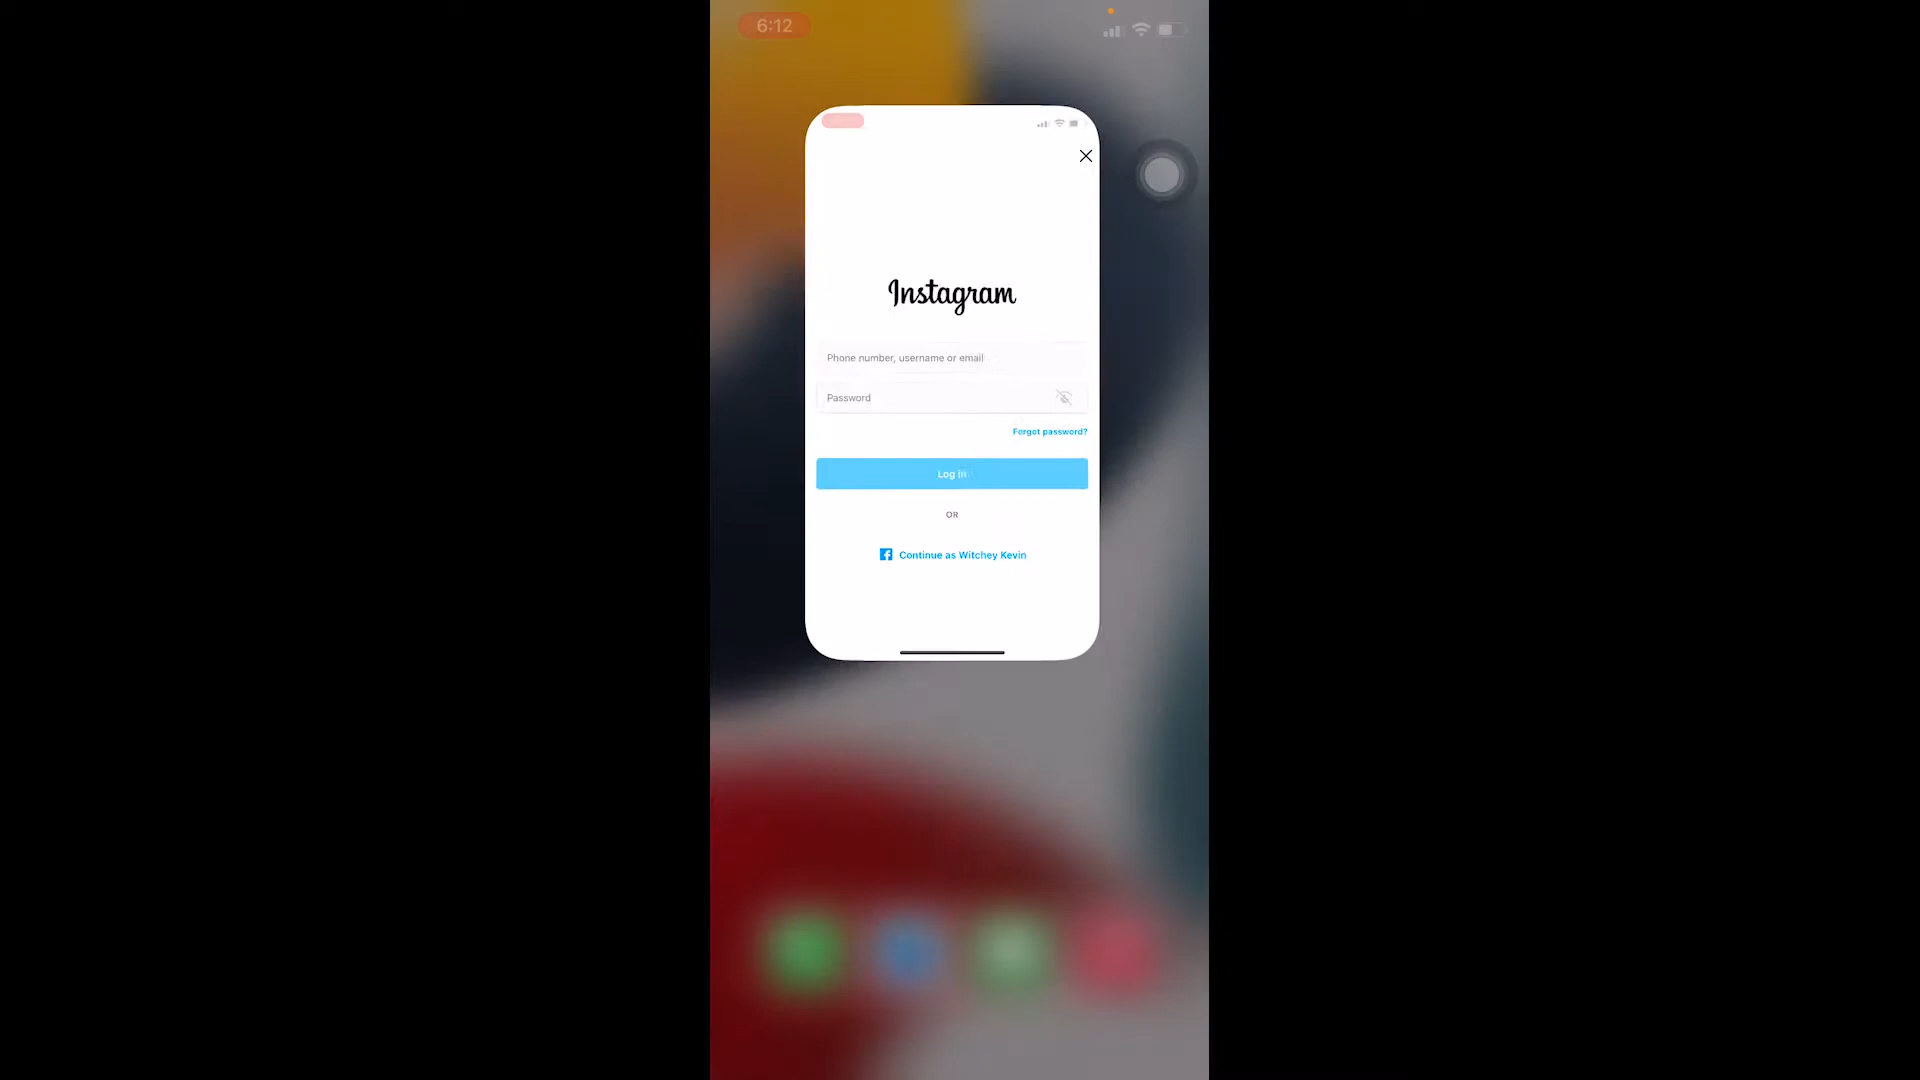 6:12
Instagram
Phone number, username or email
Password
Forgot password?
Log in
OR
Continue as Witchey Kevin